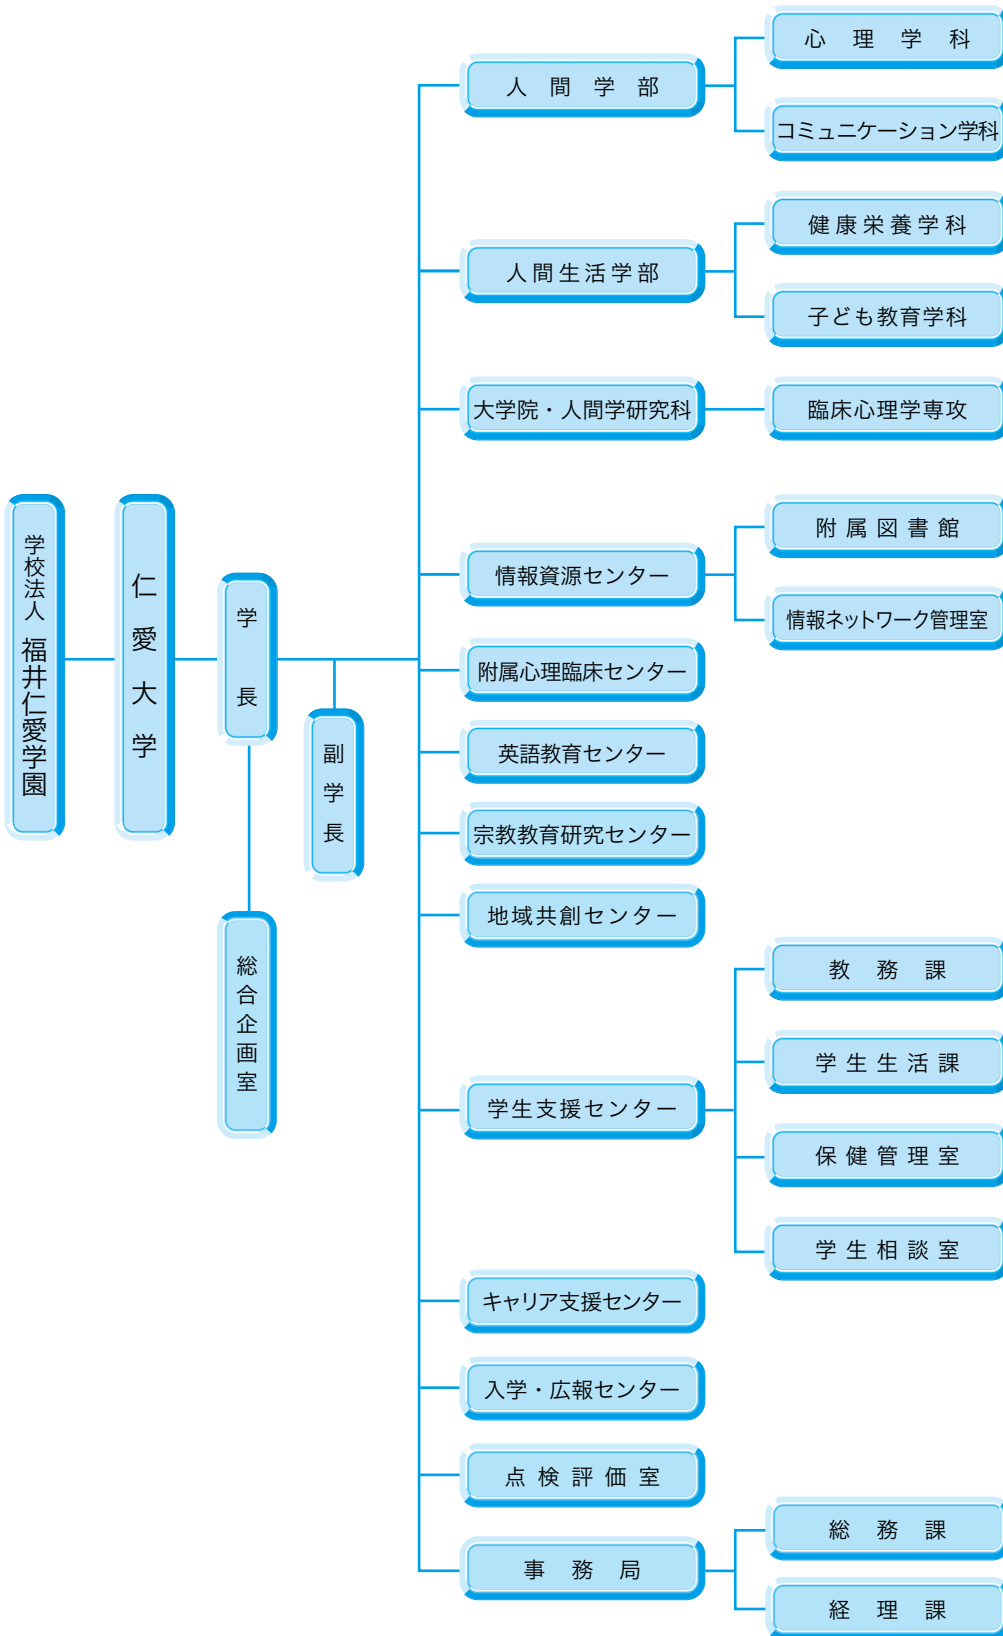 学校法人 福井仁愛学園
仁愛大学
学長
副学長
総合企画室
人間学部
心理学科
コミュニケーション学科
人間生活学部
健康栄養学科
子ども教育学科
大学院・人間学研究科
臨床心理学専攻
情報資源センター
附属図書館
情報ネットワーク管理室
附属心理臨床センター
英語教育センター
宗教教育研究センター
地域共創センター
学生支援センター
教務課
学生生活課
保健管理室
学生相談室
キャリア支援センター
入学・広報センター
点検評価室
事務局
総務課
経理課